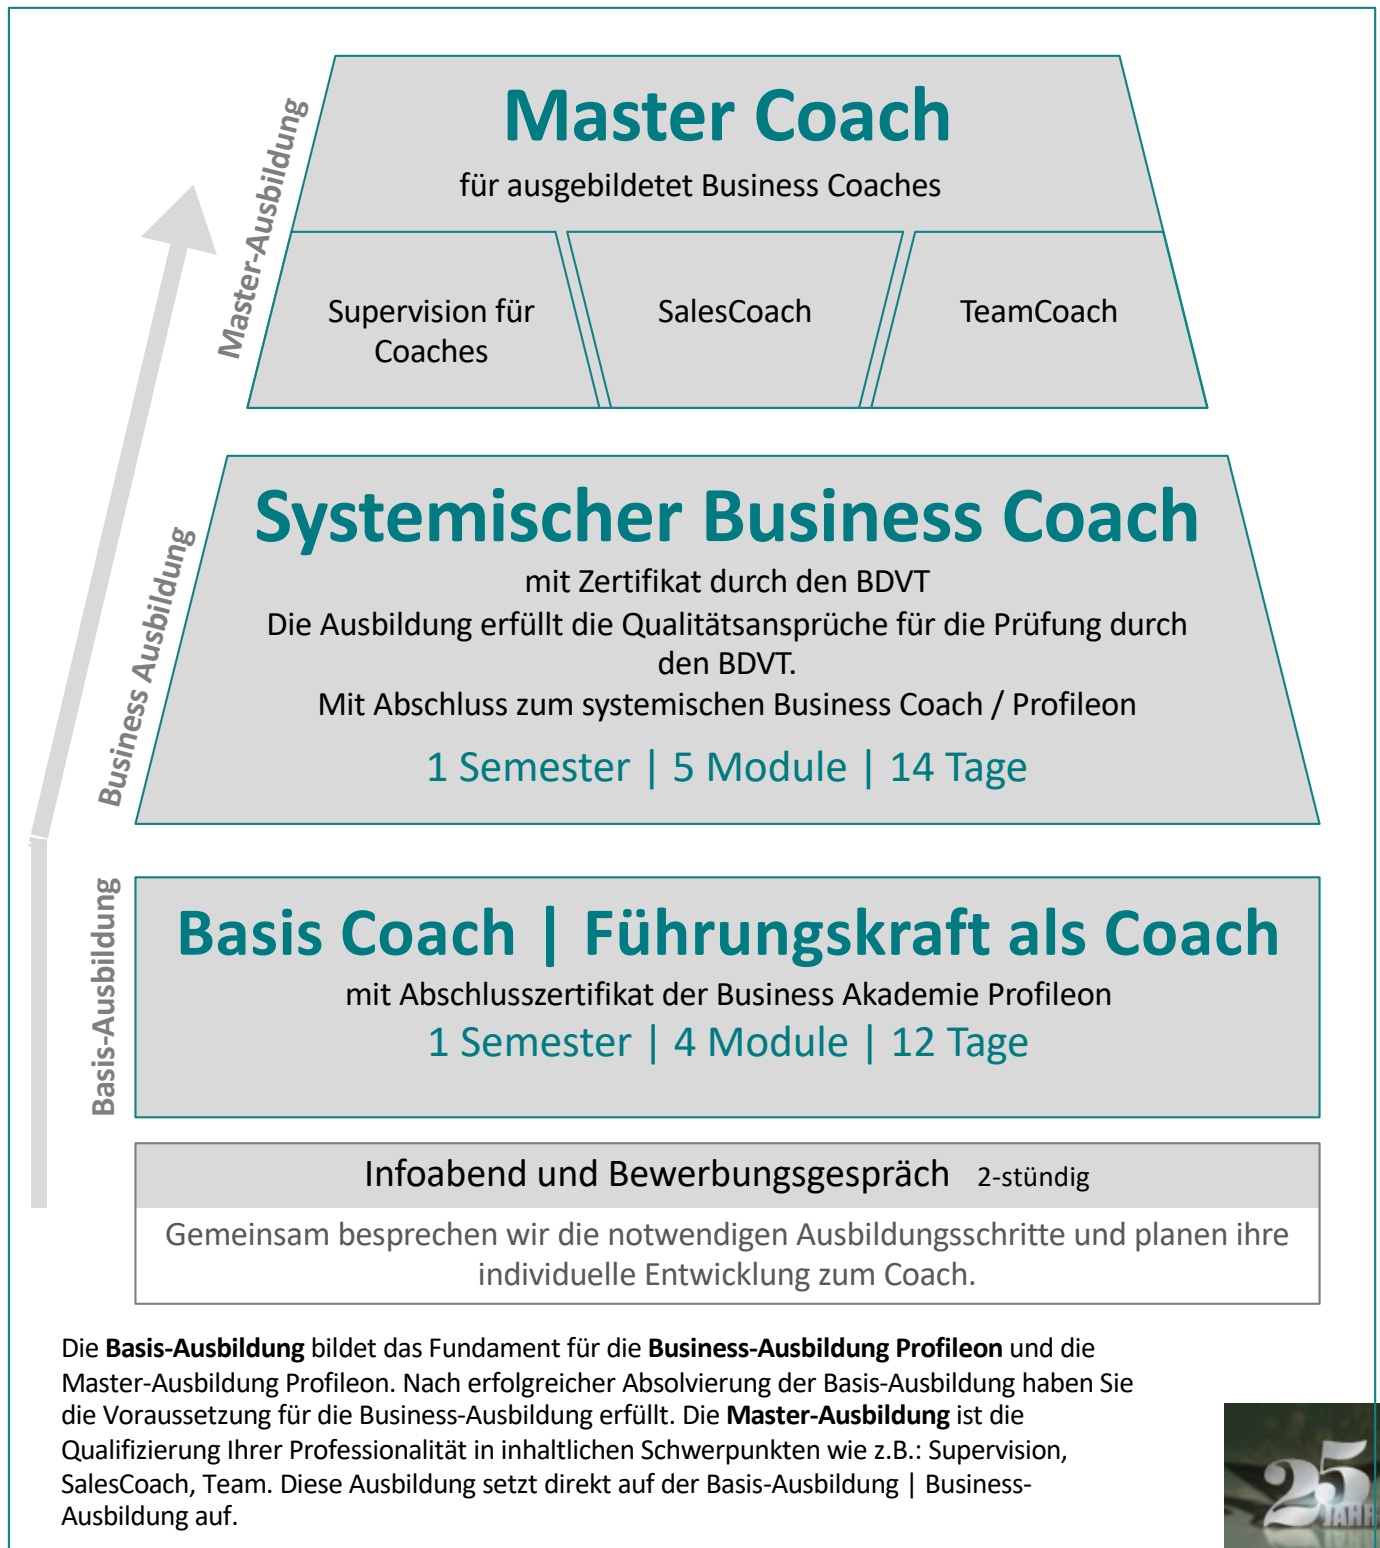 Master Coach
für ausgebildetet Business Coaches
Master-Ausbildung
Supervision für
Coaches
SalesCoach
TeamCoach
Systemischer Business Coach
mit Zertifikat durch den BDVT
Die Ausbildung erfüllt die Qualitätsansprüche für die Prüfung durch
den BDVT.
Mit Abschluss zum systemischen Business Coach / Profileon
1 Semester | 5 Module | 14 Tage
Business Ausbildung
Basis Coach | Führungskraft als Coach
mit Abschlusszertifikat der Business Akademie Profileon
1 Semester | 4 Module | 12 Tage
Basis-Ausbildung
Infoabend und Bewerbungsgespräch 2-stündig
Gemeinsam besprechen wir die notwendigen Ausbildungsschritte und planen ihre
individuelle Entwicklung zum Coach.
Die Basis-Ausbildung bildet das Fundament für die Business-Ausbildung Profileon und die
Master-Ausbildung Profileon. Nach erfolgreicher Absolvierung der Basis-Ausbildung haben Sie
die Voraussetzung für die Business-Ausbildung erfüllt. Die Master-Ausbildung ist die
Qualifizierung Ihrer Professionalität in inhaltlichen Schwerpunkten wie z.B.: Supervision,
SalesCoach, Team. Diese Ausbildung setzt direkt auf der Basis-Ausbildung | Business-
Ausbildung auf.
25
JAHR